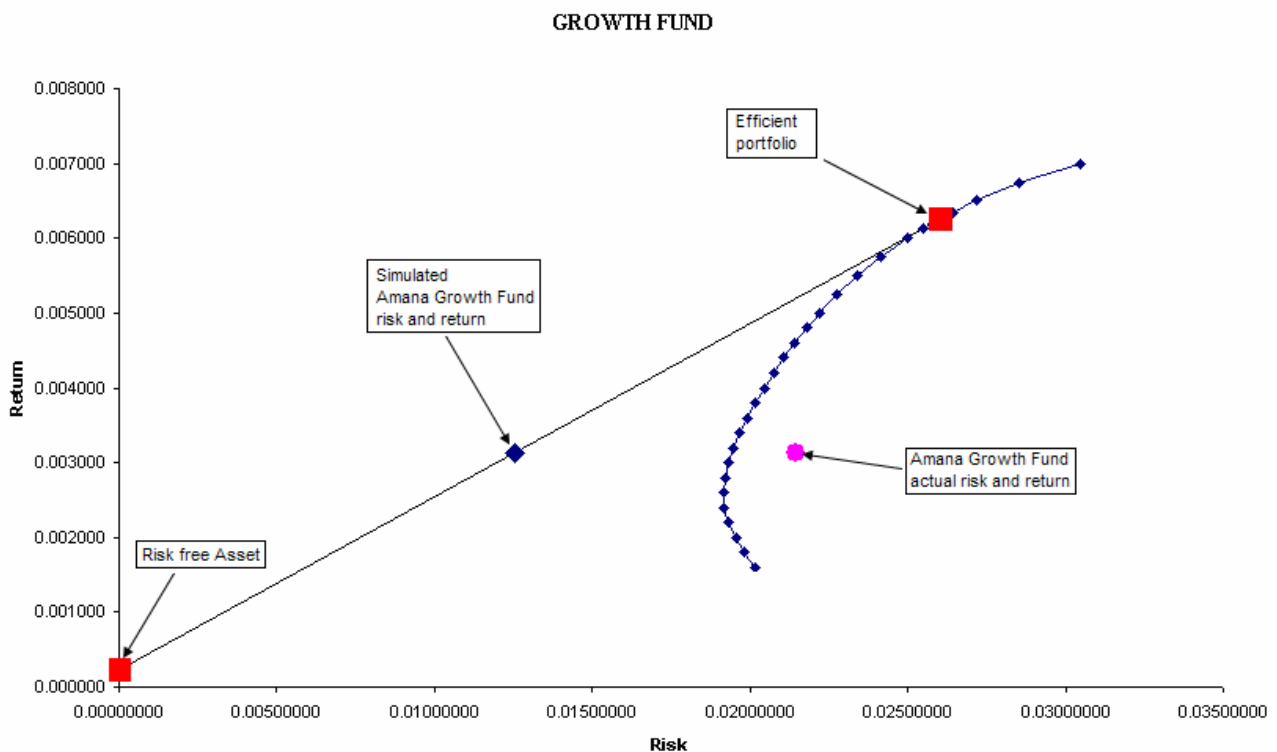 GROWTH FUND
0.008000
0.007000
0.006000
0.005000
0.004000
0.003000
0.002000
0.001000
0.000000
Return
Efficient
portfolio
Simulated
Amana Growth Fund
risk and return
Amana Growth Fund
actual risk and return
Risk free Asset
0.00000000
0.00500000
0.01000000
0.01500000
0.02000000
0.02500000
0.03000000
0.03500000
Risk